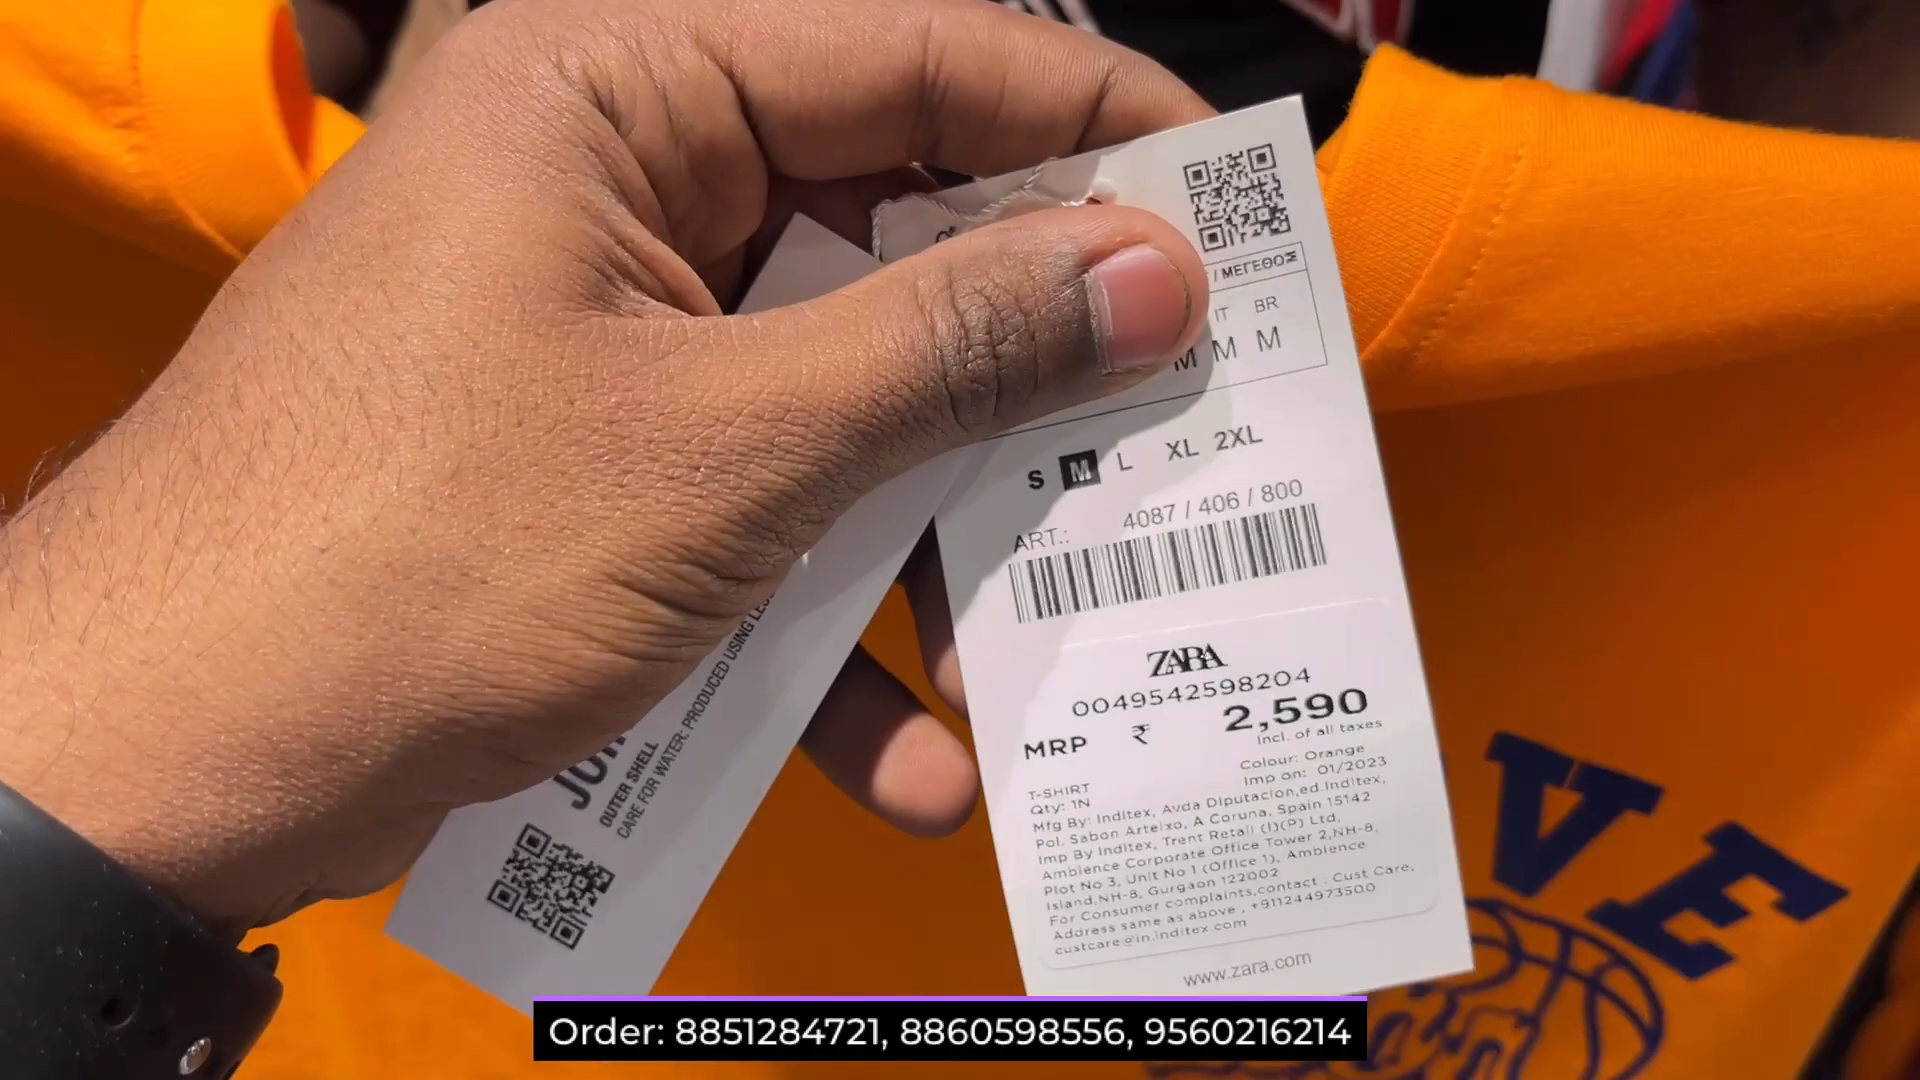 / ΜΕΓΕΘΟΣ
IT BR
M M M
S M L XL 2XL
ART.: 4087 / 406 / 800
ZARA
0049542598204
MRP ₹ 2,590
Incl. of all taxes
Colour: Orange
Imp on: 01/2023
T-SHIRT
Qty: 1N
Mfg By: Inditex, Avda Diputacion,ed.Inditex,
Pol. Sabon Arteixo, A Coruna, Spain 15142
Imp By Inditex, Trent Retail (I)(P) Ltd,
Ambience Corporate Office Tower 2,NH-8,
Plot No 3, Unit No 1 (Office 1), Ambience
Island,NH-8, Gurgaon 122002
For Consumer complaints,contact : Cust Care,
Address same as above , +911244973500
custcare@in.inditex.com
www.zara.com
OUTER SHELL
CARE FOR WATER: PRODUCED USING
VE
Order: 8851284721, 8860598556, 9560216214